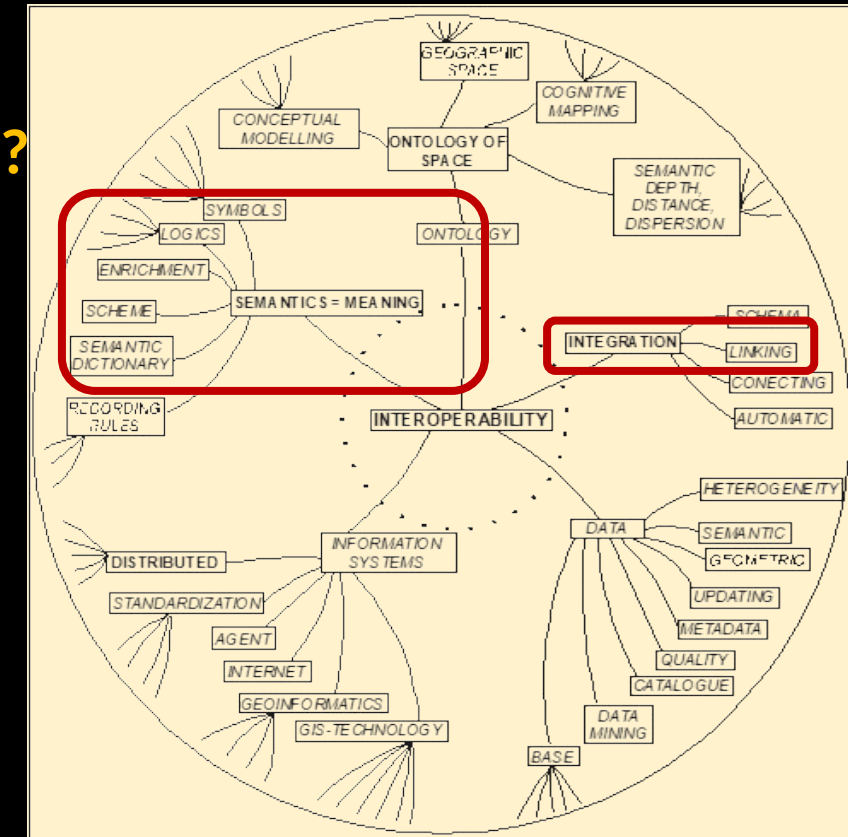 ?
GEOGRAPHIC
SPACE
COGNITIVE
MAPPING
CONCEPTUAL
MODELLING
ONTOLOGY OF
SPACE
SEMANTIC
DEPTH,
DISTANCE,
DISPERSION
SYMBOLS
LOGICS
ONTOLOGY
ENRICHMENT
SEMANTICS = MEANING
SCHEME
SEMANTIC
DICTIONARY
SCHEMA
INTEGRATION
LINKING
CONECTING
AUTOMATIC
RECORDING
RULES
INTEROPERABILITY
HETEROGENEITY
DATA
SEMANTIC
GEOMETRIC
UPDATING
METADATA
QUALITY
CATALOGUE
DATA
MINING
BASE
INFORMATION
SYSTEMS
DISTRIBUTED
STANDARDIZATION
AGENT
INTERNET
GEOINFORMATICS
GIS-TECHNOLOGY